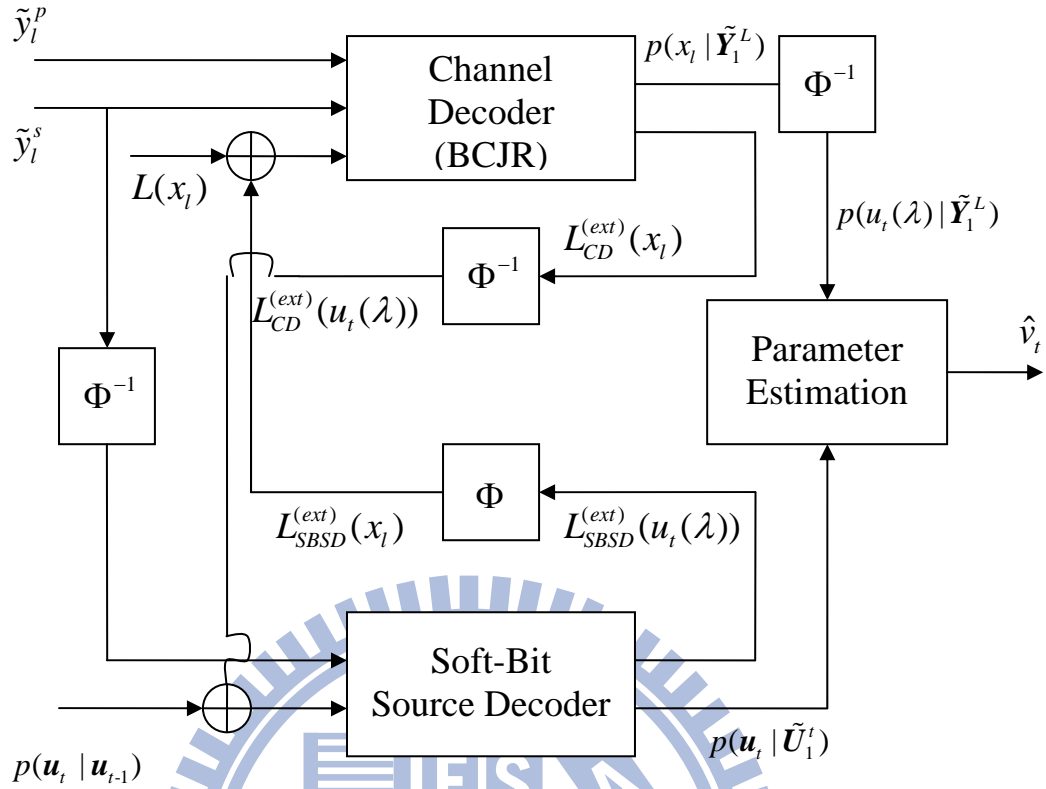 ỹ_l^p
p(x_l | Ỹ_1^L)
Channel
Decoder
(BCJR)
Φ⁻¹
ỹ_l^s
L(x_l)
p(u_t(λ) | Ỹ_1^L)
L_CD^(ext)(x_l)
Φ⁻¹
L_CD^(ext)(u_t(λ))
Parameter
Estimation
v̂_t
Φ⁻¹
Φ
L_SBSD^(ext)(x_l)
L_SBSD^(ext)(u_t(λ))
Soft-Bit
Source Decoder
p(u_t | u_{t-1})
p(u_t | Ũ_1^t)